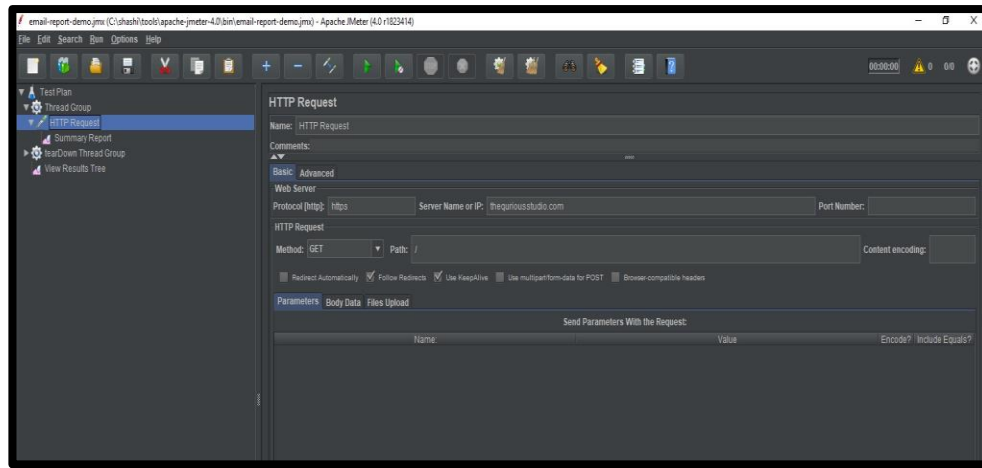 email-report-demo.jmx (C:\shashi\tools\apache-jmeter-4.0\bin\email-report-demo.jmx) - Apache JMeter (4.0 r1823414)
File Edit Search Run Options Help
00:00:00 0 0/0
Test Plan
Thread Group
HTTP Request
Summary Report
tearDown Thread Group
View Results Tree
HTTP Request
Name: HTTP Request
Comments:
Basic Advanced
Web Server
Protocol [http]: https Server Name or IP: thequriousstudio.com Port Number:
HTTP Request
Method: GET Path: / Content encoding:
Redirect Automatically Follow Redirects Use KeepAlive Use multipart/form-data for POST Browser-compatible headers
Parameters Body Data Files Upload
Send Parameters With the Request:
Name: Value Encode? Include Equals?